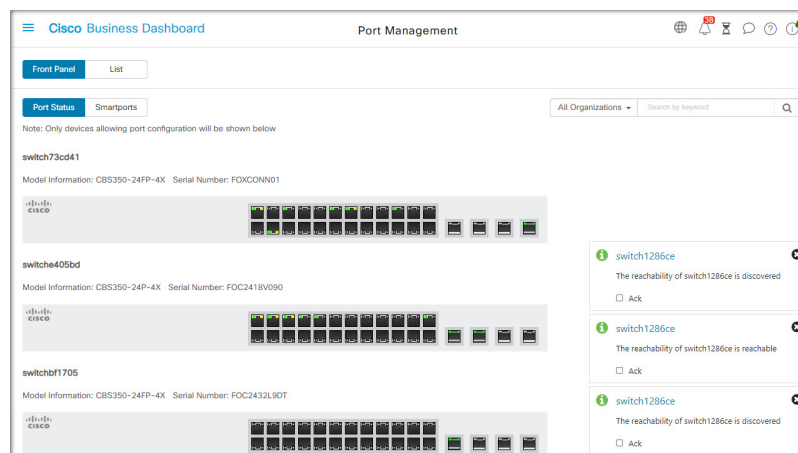 Cisco Business Dashboard
Port Management
38
Front Panel
List
Port Status
Smartports
All Organizations
Search by keyword
Note: Only devices allowing port configuration will be shown below
switch73cd41
Model Information: CBS350-24FP-4X Serial Number: FOXCONN01
CISCO
switche405bd
Model Information: CBS350-24P-4X Serial Number: FOC2418V090
CISCO
switchbf1705
Model Information: CBS350-24FP-4X Serial Number: FOC2432L9DT
CISCO
switch1286ce
The reachability of switch1286ce is discovered
Ack
switch1286ce
The reachability of switch1286ce is reachable
Ack
switch1286ce
The reachability of switch1286ce is discovered
Ack